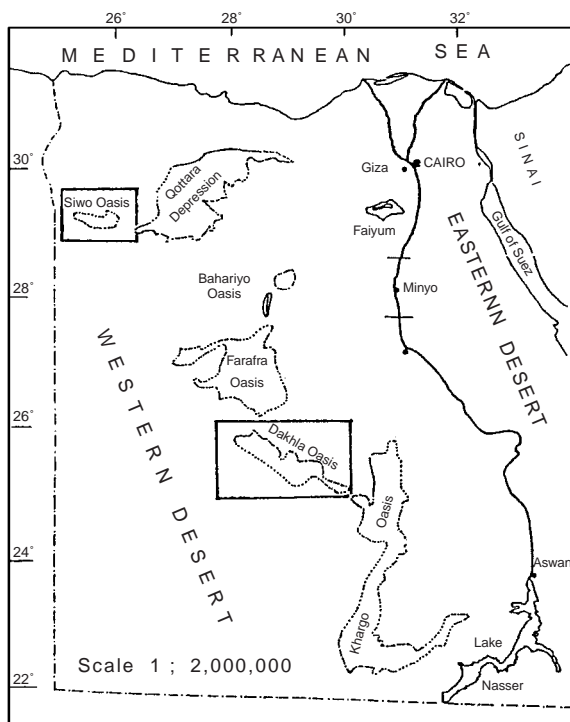 26° 28° 30° 32°
MEDITERRANEAN SEA
SINAI
30°
Giza
CAIRO
Qottara
Depression
Siwo Oasis
Faiyum
Gulf of Suez
EASTERNN DESERT
Bahariyo
Oasis
28°
Minyo
WESTERN DESERT
Farafra
Oasis
26°
Dakhla Oasis
Oasis
24°
Aswan
Khargo
Lake
Nasser
Scale 1 ; 2,000,000
22°